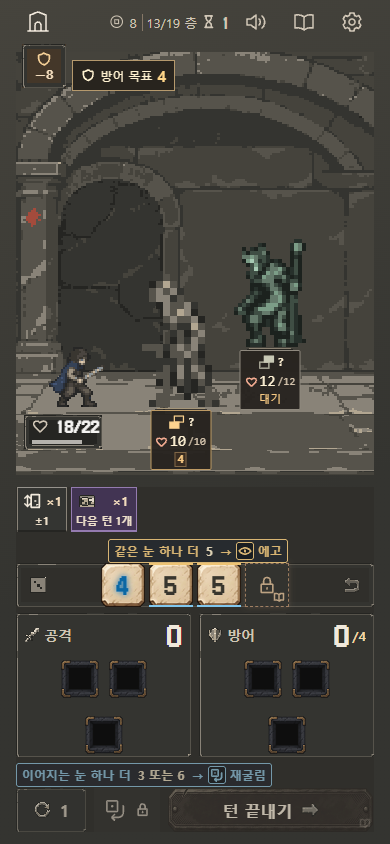 8 13/19 층 1
−8
방어 목표 4
?
12/12
대기
18/22
?
10/10
4
×1
±1
×1
다음 턴 1개
같은 눈 하나 더 5 → 예고
4 5 5
공격 0
방어 0/4
이어지는 눈 하나 더 3 또는 6 → 재굴림
1
턴 끝내기 ➡